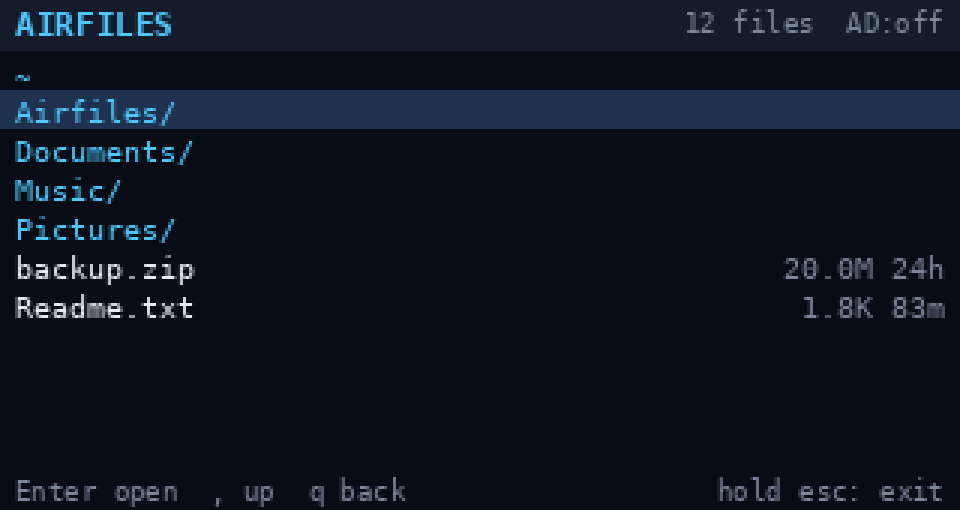 AIRFILES 12 files AD:off
~
Airfiles/
Documents/
Music/
Pictures/
backup.zip 20.0M 24h
Readme.txt 1.8K 83m
Enter open , up q back hold esc: exit